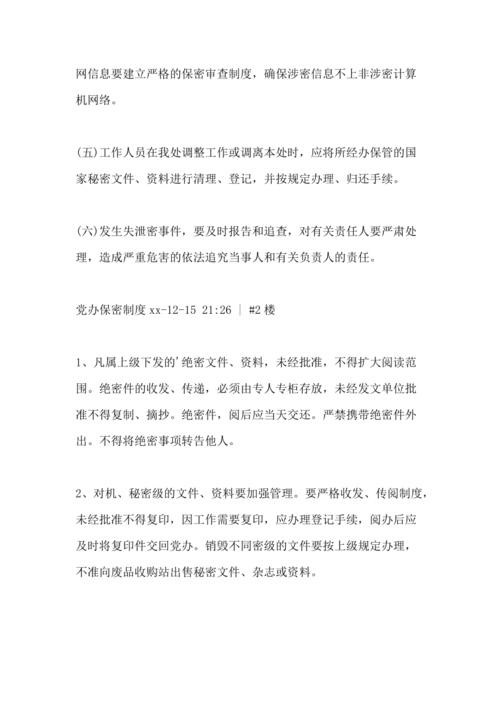 网信息要建立严格的保密审查制度，确保涉密信息不上非涉密计算
机网络。
(五)工作人员在我处调整工作或调离本处时，应将所经办保管的国
家秘密文件、资料进行清理、登记，并按规定办理、归还手续。
(六)发生失泄密事件，要及时报告和追查，对有关责任人要严肃处
理，造成严重危害的依法追究当事人和有关负责人的责任。
党办保密制度 xx-12-15 21:26 | #2 楼
1、凡属上级下发的'绝密文件、资料，未经批准，不得扩大阅读范
围。绝密件的收发、传递，必须由专人专柜存放，未经发文单位批
准不得复制、摘抄。绝密件，阅后应当天交还。严禁携带绝密件外
出。不得将绝密事项转告他人。
2、对机、秘密级的文件、资料要加强管理。要严格收发、传阅制度，
未经批准不得复印，因工作需要复印，应办理登记手续，阅办后应
及时将复印件交回党办。销毁不同密级的文件要按上级规定办理，
不准向废品收购站出售秘密文件、杂志或资料。